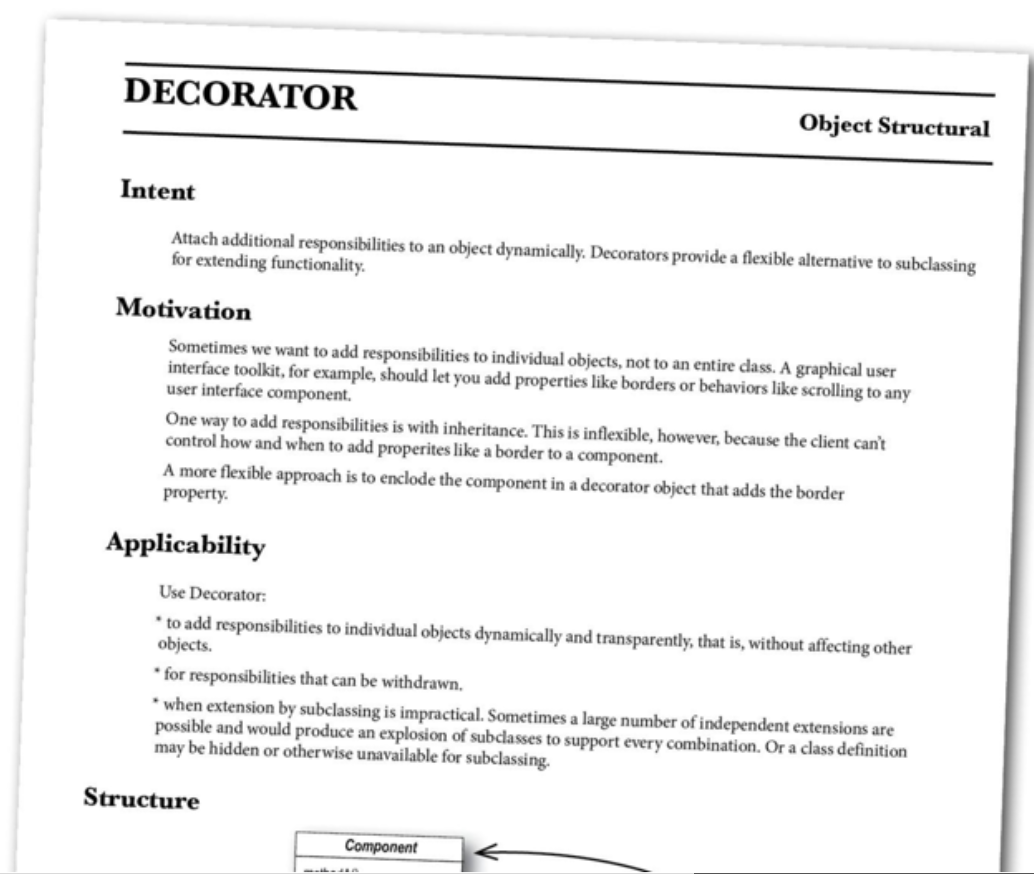 DECORATOR
Object Structural
Intent
Attach additional responsibilities to an object dynamically. Decorators provide a flexible alternative to subclassing
for extending functionality.
Motivation
Sometimes we want to add responsibilities to individual objects, not to an entire class. A graphical user
interface toolkit, for example, should let you add properties like borders or behaviors like scrolling to any
user interface component.
One way to add responsibilities is with inheritance. This is inflexible, however, because the client can't
control how and when to add properites like a border to a component.
A more flexible approach is to enclode the component in a decorator object that adds the border
property.
Applicability
Use Decorator:
* to add responsibilities to individual objects dynamically and transparently, that is, without affecting other
objects.
* for responsibilities that can be withdrawn.
* when extension by subclassing is impractical. Sometimes a large number of independent extensions are
possible and would produce an explosion of subclasses to support every combination. Or a class definition
may be hidden or otherwise unavailable for subclassing.
Structure
Component